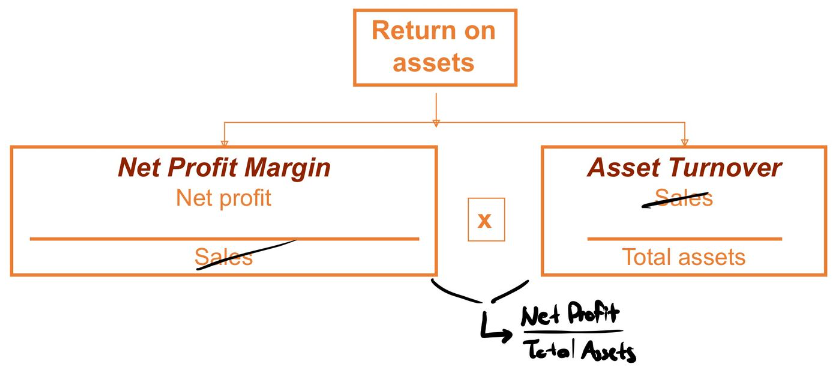 Return on
assets
Net Profit Margin
Net profit
Sales
x
Asset Turnover
Sales
Total assets
Net Profit
Total Assets